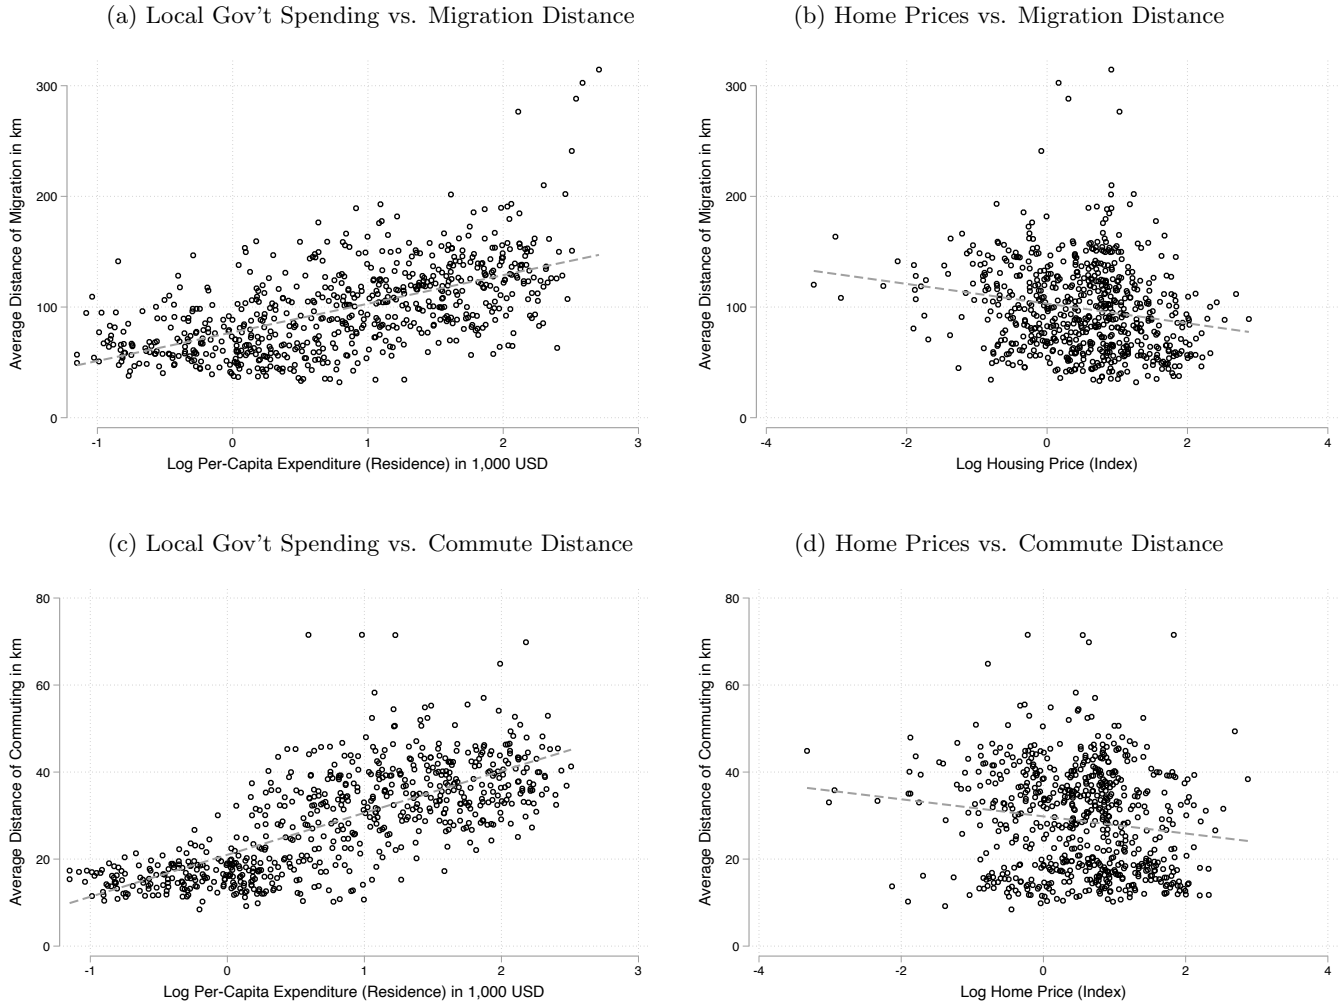 (a) Local Gov't Spending vs. Migration Distance
Average Distance of Migration in km
300
200
100
0
-1 0 1 2 3
Log Per-Capita Expenditure (Residence) in 1,000 USD
(b) Home Prices vs. Migration Distance
Average Distance of Migration in km
300
200
100
0
-4 -2 0 2 4
Log Housing Price (Index)
(c) Local Gov't Spending vs. Commute Distance
Average Distance of Commuting in km
80
60
40
20
0
-1 0 1 2 3
Log Per-Capita Expenditure (Residence) in 1,000 USD
(d) Home Prices vs. Commute Distance
Average Distance of Commuting in km
80
60
40
20
0
-4 -2 0 2 4
Log Home Price (Index)